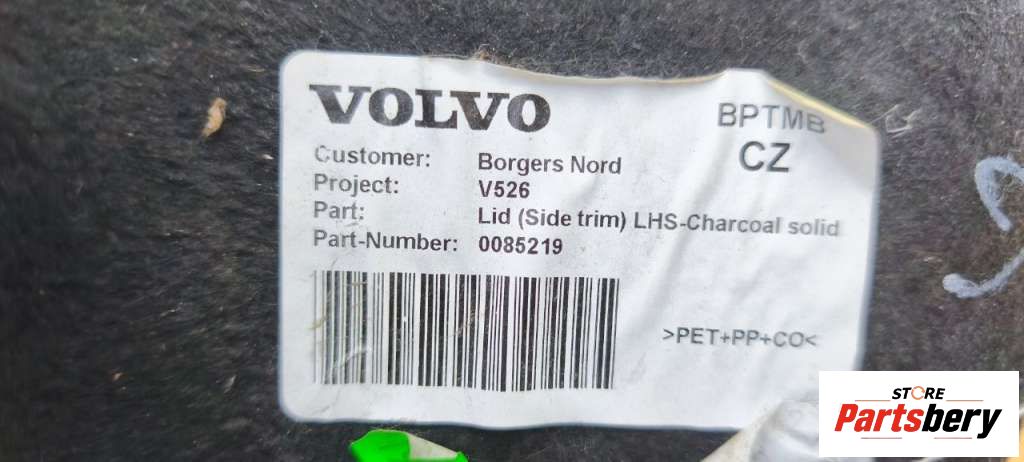 VOLVO
BPTMB
CZ
Customer: Borgers Nord
Project: V526
Part: Lid (Side trim) LHS-Charcoal solid
Part-Number: 0085219
>PET+PP+CO<
STORE
Partsbery